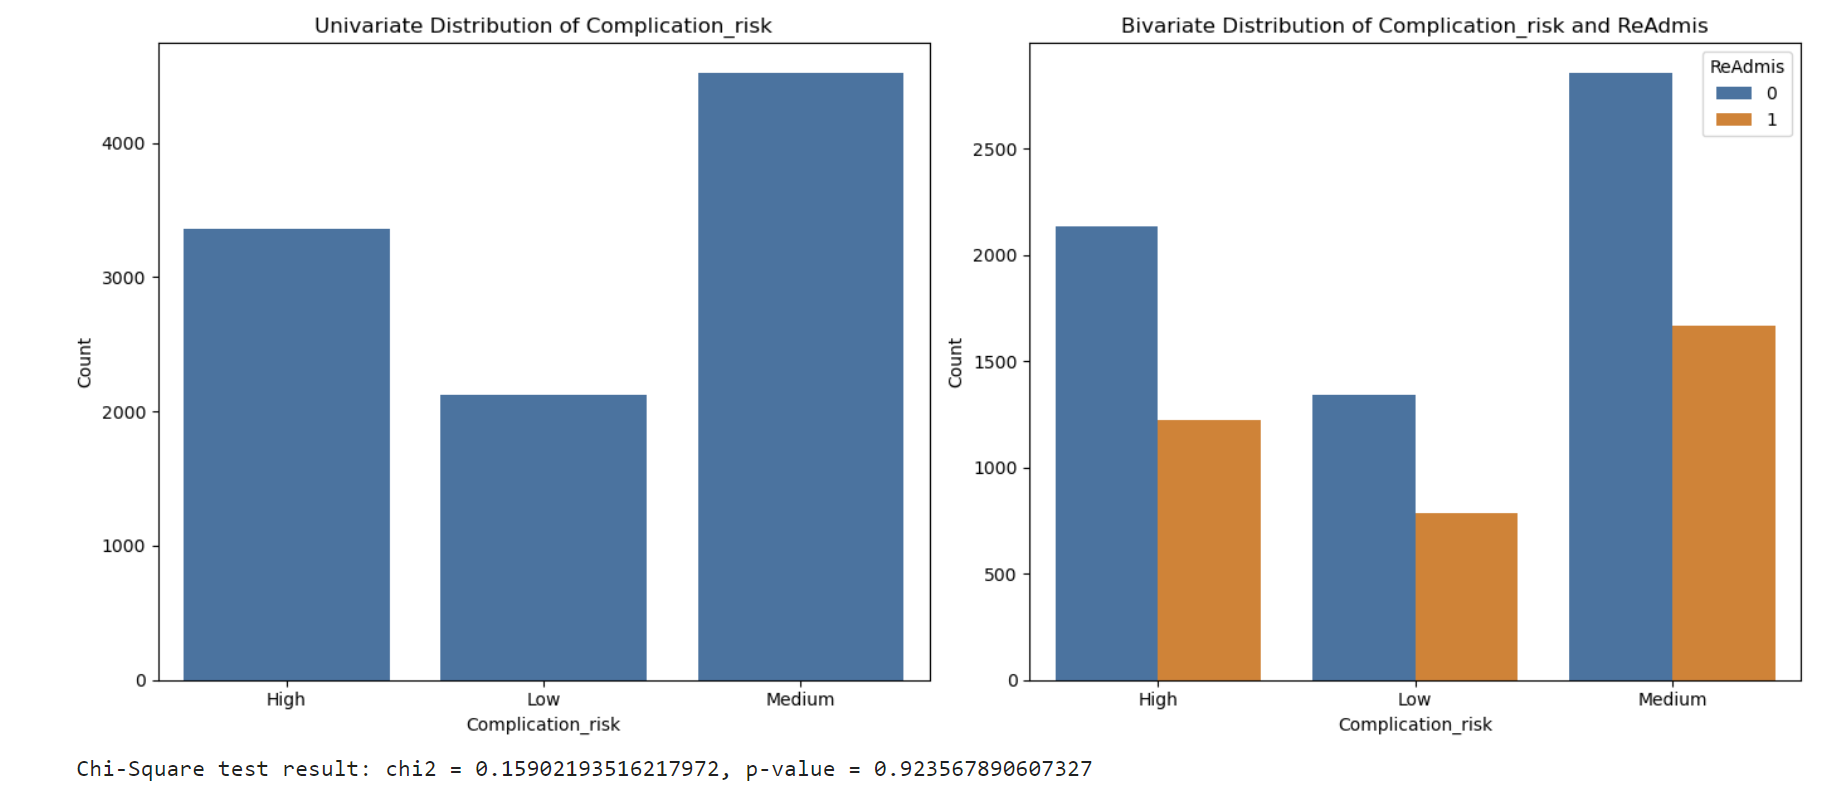 Univariate Distribution of Complication_risk
Count
4000
3000
2000
1000
0
High Low Medium
Complication_risk
Bivariate Distribution of Complication_risk and ReAdmis
ReAdmis
0
1
Count
2500
2000
1500
1000
500
0
High Low Medium
Complication_risk
Chi-Square test result: chi2 = 0.15902193516217972, p-value = 0.923567890607327